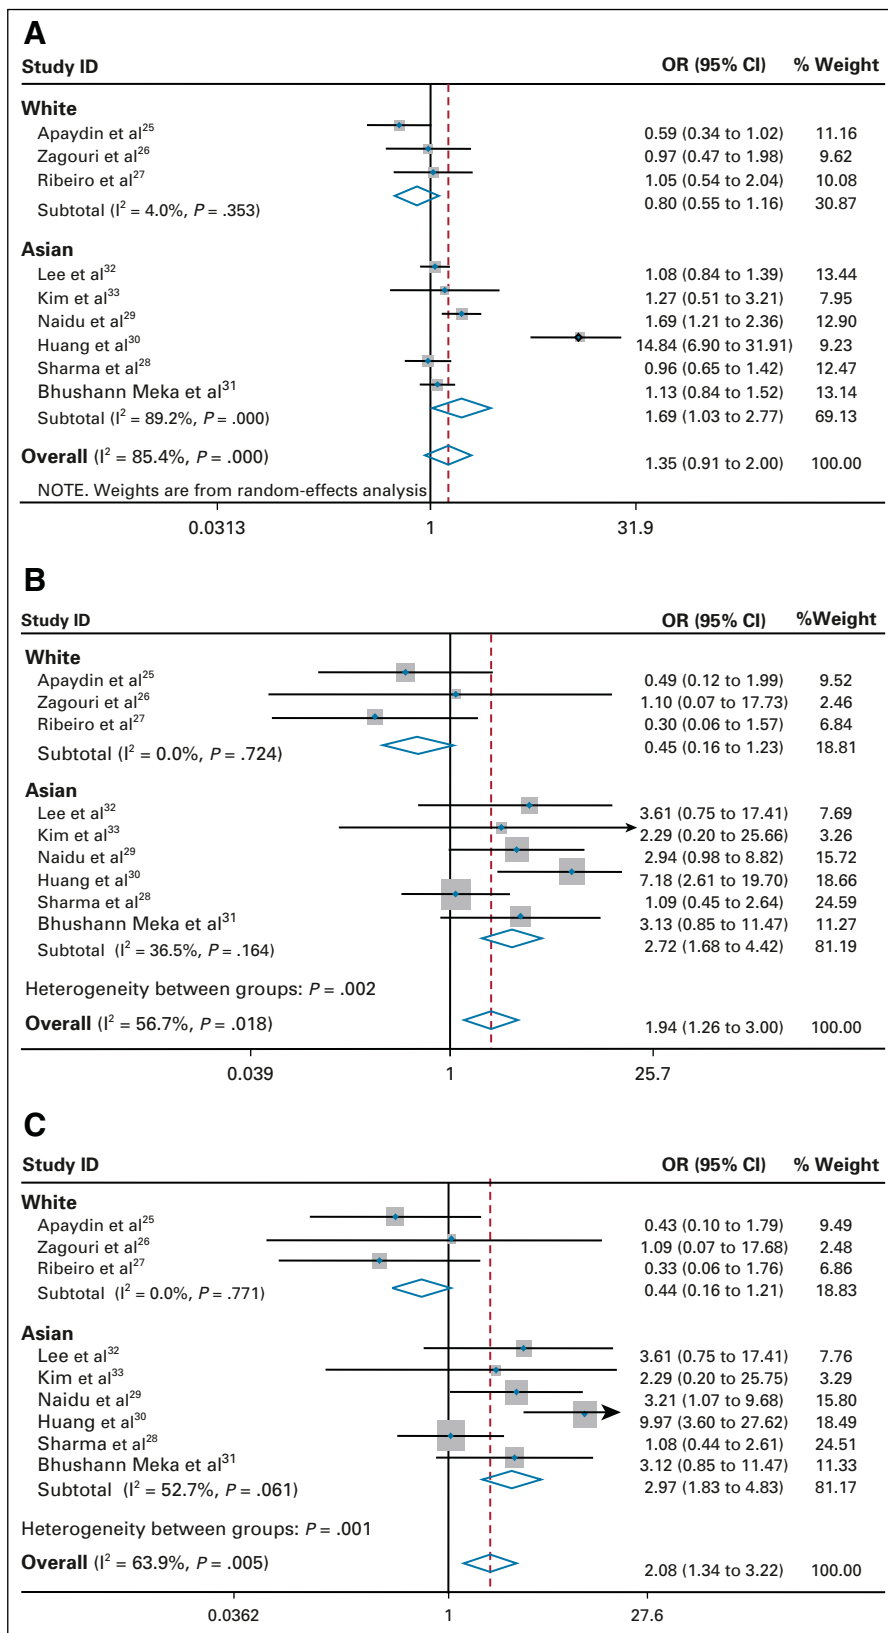 A
Study ID OR (95% CI) % Weight
White
Apaydin et al25 0.59 (0.34 to 1.02) 11.16
Zagouri et al26 0.97 (0.47 to 1.98) 9.62
Ribeiro et al27 1.05 (0.54 to 2.04) 10.08
Subtotal (I2 = 4.0%, P = .353) 0.80 (0.55 to 1.16) 30.87
Asian
Lee et al32 1.08 (0.84 to 1.39) 13.44
Kim et al33 1.27 (0.51 to 3.21) 7.95
Naidu et al29 1.69 (1.21 to 2.36) 12.90
Huang et al30 14.84 (6.90 to 31.91) 9.23
Sharma et al28 0.96 (0.65 to 1.42) 12.47
Bhushann Meka et al31 1.13 (0.84 to 1.52) 13.14
Subtotal (I2 = 89.2%, P = .000) 1.69 (1.03 to 2.77) 69.13
Overall (I2 = 85.4%, P = .000) 1.35 (0.91 to 2.00) 100.00
NOTE. Weights are from random-effects analysis
0.0313 1 31.9
B
Study ID OR (95% CI) %Weight
White
Apaydin et al25 0.49 (0.12 to 1.99) 9.52
Zagouri et al26 1.10 (0.07 to 17.73) 2.46
Ribeiro et al27 0.30 (0.06 to 1.57) 6.84
Subtotal (I2 = 0.0%, P = .724) 0.45 (0.16 to 1.23) 18.81
Asian
Lee et al32 3.61 (0.75 to 17.41) 7.69
Kim et al33 2.29 (0.20 to 25.66) 3.26
Naidu et al29 2.94 (0.98 to 8.82) 15.72
Huang et al30 7.18 (2.61 to 19.70) 18.66
Sharma et al28 1.09 (0.45 to 2.64) 24.59
Bhushann Meka et al31 3.13 (0.85 to 11.47) 11.27
Subtotal (I2 = 36.5%, P = .164) 2.72 (1.68 to 4.42) 81.19
Heterogeneity between groups: P = .002
Overall (I2 = 56.7%, P = .018) 1.94 (1.26 to 3.00) 100.00
0.039 1 25.7
C
Study ID OR (95% CI) % Weight
White
Apaydin et al25 0.43 (0.10 to 1.79) 9.49
Zagouri et al26 1.09 (0.07 to 17.68) 2.48
Ribeiro et al27 0.33 (0.06 to 1.76) 6.86
Subtotal (I2 = 0.0%, P = .771) 0.44 (0.16 to 1.21) 18.83
Asian
Lee et al32 3.61 (0.75 to 17.41) 7.76
Kim et al33 2.29 (0.20 to 25.75) 3.29
Naidu et al29 3.21 (1.07 to 9.68) 15.80
Huang et al30 9.97 (3.60 to 27.62) 18.49
Sharma et al28 1.08 (0.44 to 2.61) 24.51
Bhushann Meka et al31 3.12 (0.85 to 11.47) 11.33
Subtotal (I2 = 52.7%, P = .061) 2.97 (1.83 to 4.83) 81.17
Heterogeneity between groups: P = .001
Overall (I2 = 63.9%, P = .005) 2.08 (1.34 to 3.22) 100.00
0.0362 1 27.6